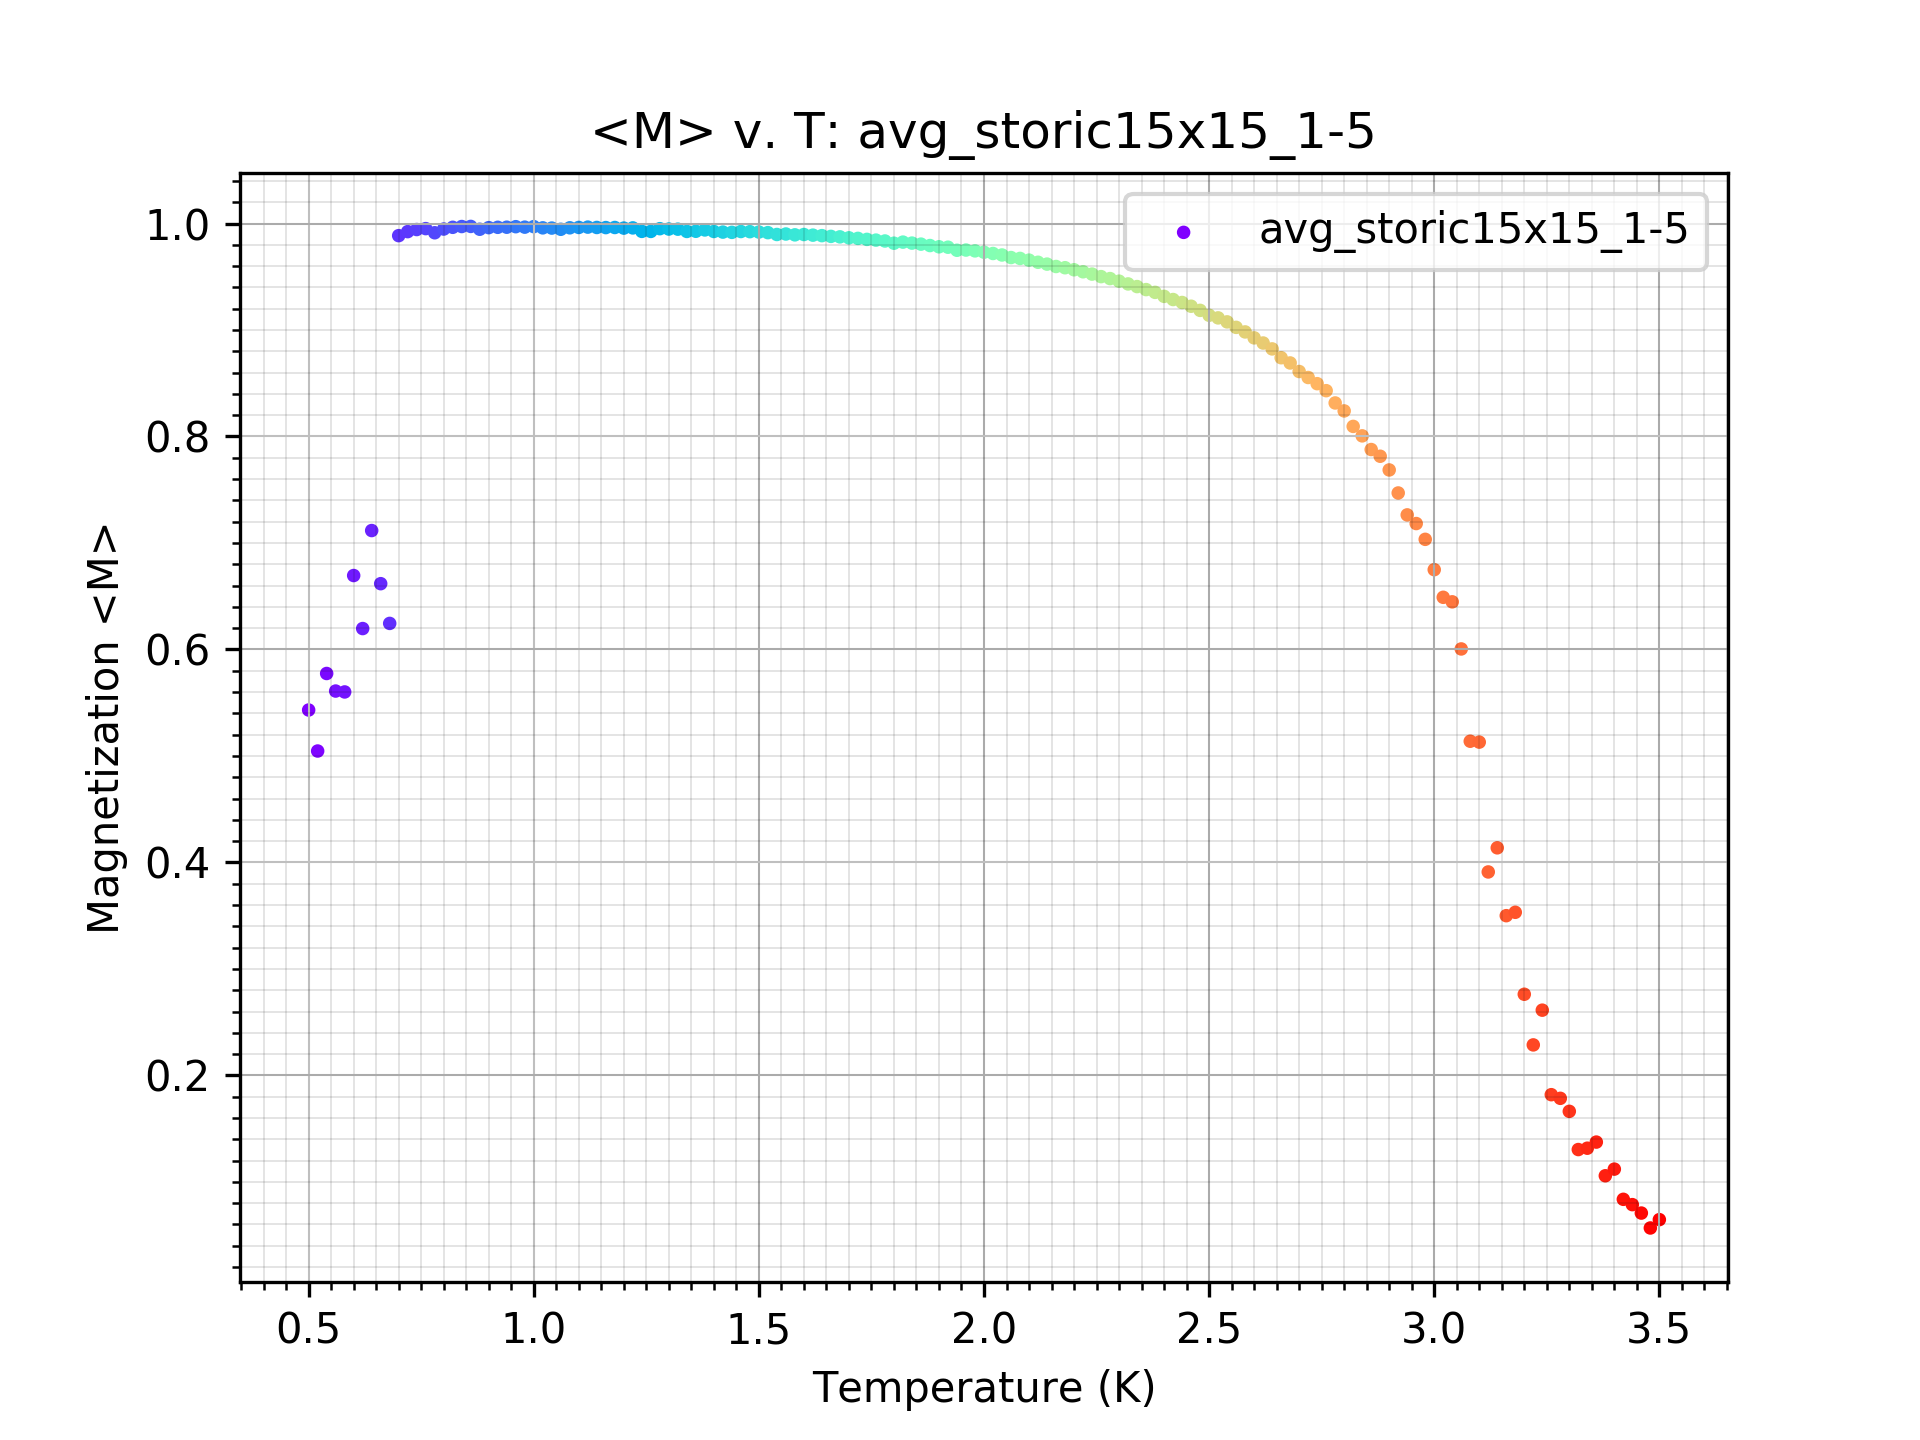 <M> v. T: avg_storic15x15_1-5
avg_storic15x15_1-5
Magnetization <M>
1.0
0.8
0.6
0.4
0.2
0.5 1.0 1.5 2.0 2.5 3.0 3.5
Temperature (K)